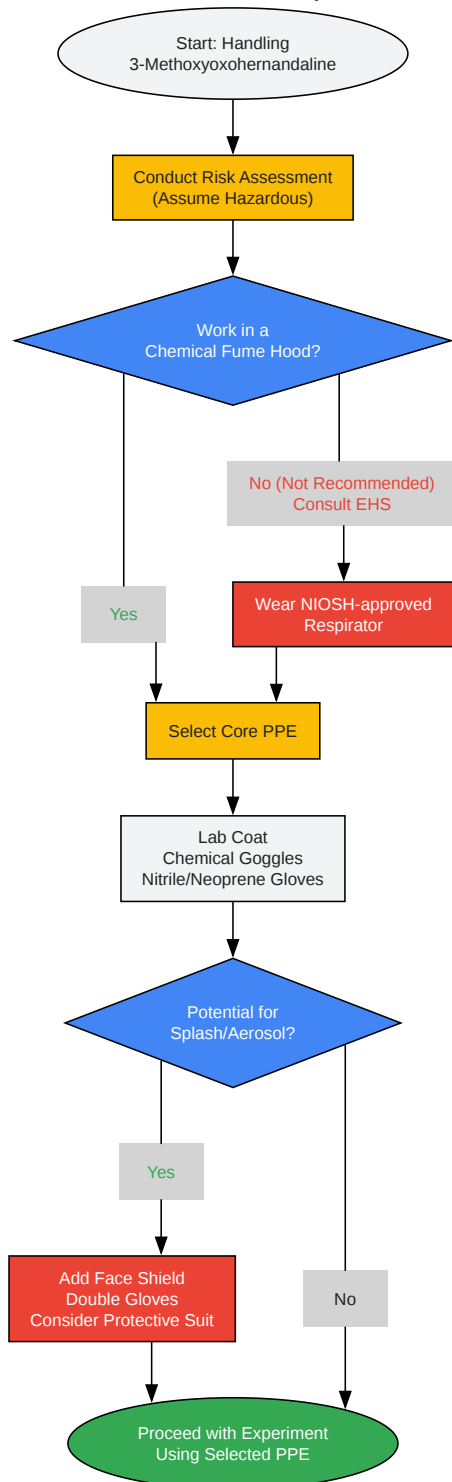 Start: Handling
3-Methoxyoxohernandaline
Conduct Risk Assessment
(Assume Hazardous)
Work in a
Chemical Fume Hood?
No (Not Recommended)
Consult EHS
Yes
Wear NIOSH-approved
Respirator
Select Core PPE
Lab Coat
Chemical Goggles
Nitrile/Neoprene Gloves
Potential for
Splash/Aerosol?
Yes
Add Face Shield
Double Gloves
Consider Protective Suit
No
Proceed with Experiment
Using Selected PPE